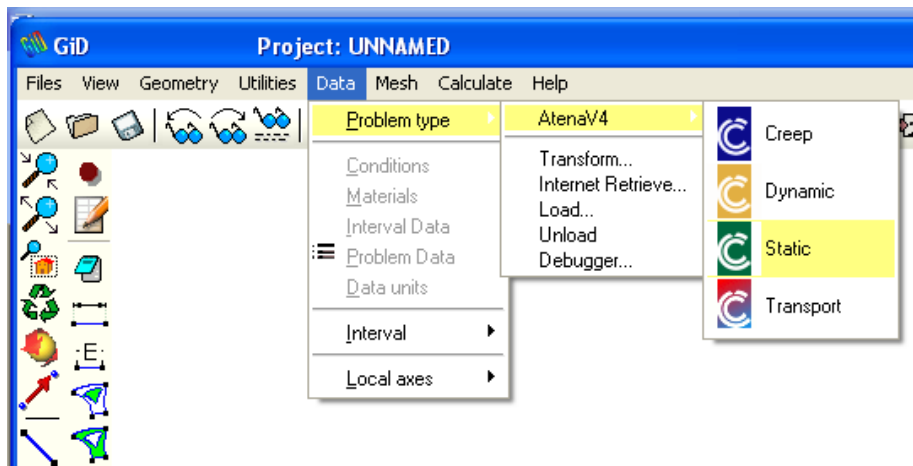 GiD Project: UNNAMED
Files View Geometry Utilities Data Mesh Calculate Help
Problem type
Conditions
Materials
Interval Data
Problem Data
Data units
Interval
Local axes
AtenaV4
Transform...
Internet Retrieve...
Load...
Unload
Debugger...
Creep
Dynamic
Static
Transport
E